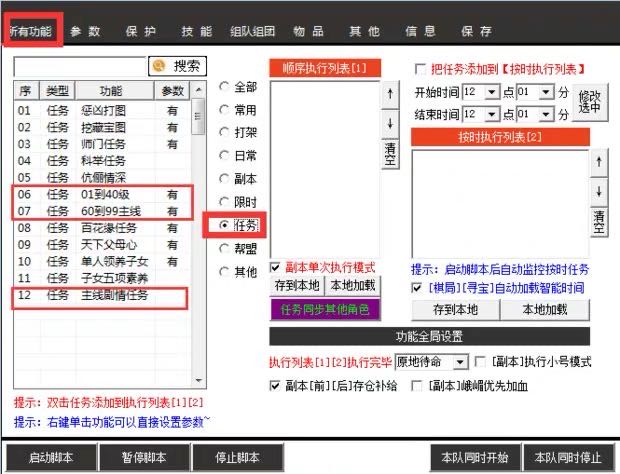 所有功能 参 数 保 护 技 能 组队组团 物 品 其 他 信 息 保 存
搜索
序 类型 功能 参数
01 任务 惩凶打图 有
02 任务 挖藏宝图 有
03 任务 师门任务 有
04 任务 科举任务
05 任务 伉俪情深
06 任务 01到40级 有
07 任务 60到99主线 有
08 任务 百花缘任务 有
09 任务 天下父母心 有
10 任务 单人领养子女 有
11 任务 子女五项素养
12 任务 主线剧情任务
提示: 双击任务添加到执行列表[1][2]
提示: 右键单击功能可以直接设置参数~
全部
常用
打架
日常
副本
限时
任务
帮盟
其他
顺序执行列表[1]
↑
↓
清空
副本单次执行模式
存到本地 本地加载
任务同步其他角色
把任务添加到【按时执行列表】
开始时间 12 点 01 分
结束时间 12 点 01 分
修改选中
按时执行列表[2]
↑
↓
清空
提示: 启动脚本后自动监控按时任务
[棋局][寻宝]自动加载智能时间
存到本地 本地加载
功能全局设置
执行列表[1][2]执行完毕 原地待命 [副本]执行小号模式
副本[前][后]存仓补给 [副本]峨嵋优先加血
启动脚本 暂停脚本 停止脚本 本队同时开始 本队同时停止